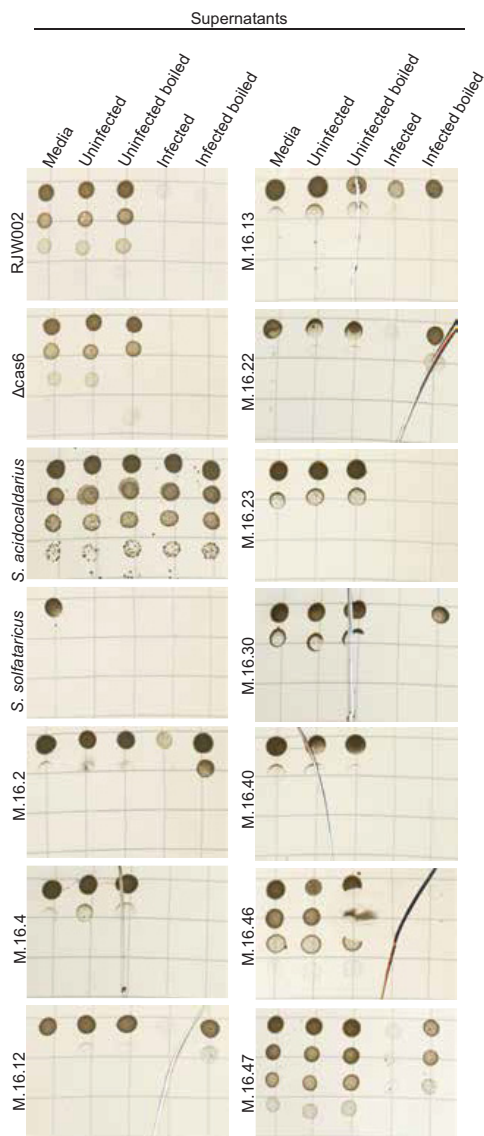 Supernatants
Media
Uninfected
Uninfected boiled
Infected
Infected boiled
Media
Uninfected
Uninfected boiled
Infected
Infected boiled
RJW002
Δcas6
S. acidocaldarius
S. solfataricus
M.16.2
M.16.4
M.16.12
M.16.13
M.16.22
M.16.23
M.16.30
M.16.40
M.16.46
M.16.47